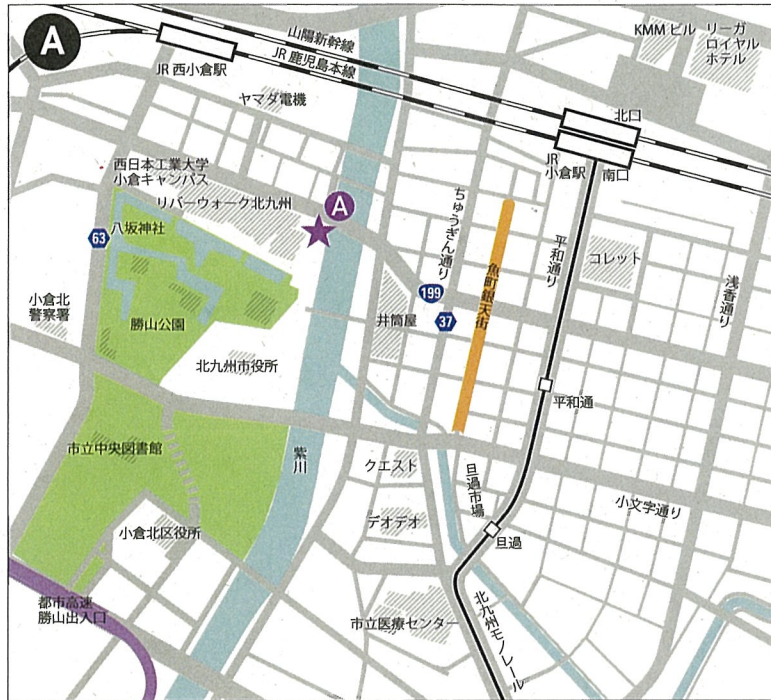 A
山陽新幹線
JR 鹿児島本線
JR 西小倉駅
KMM ビル
リーガ
ロイヤル
ホテル
ヤマダ電機
北口
JR
小倉駅
南口
西日本工業大学
小倉キャンパス
リバーウォーク北九州
A
ちゅうぎん通り
平和通り
八坂神社
63
コレット
魚町銀天街
浅香通り
199
37
小倉北
警察署
勝山公園
井筒屋
北九州市役所
平和通
市立中央図書館
紫川
クエスト
旦過市場
小文字通り
デオデオ
旦過
小倉北区役所
都市高速
勝山出入口
市立医療センター
北九州モノレール